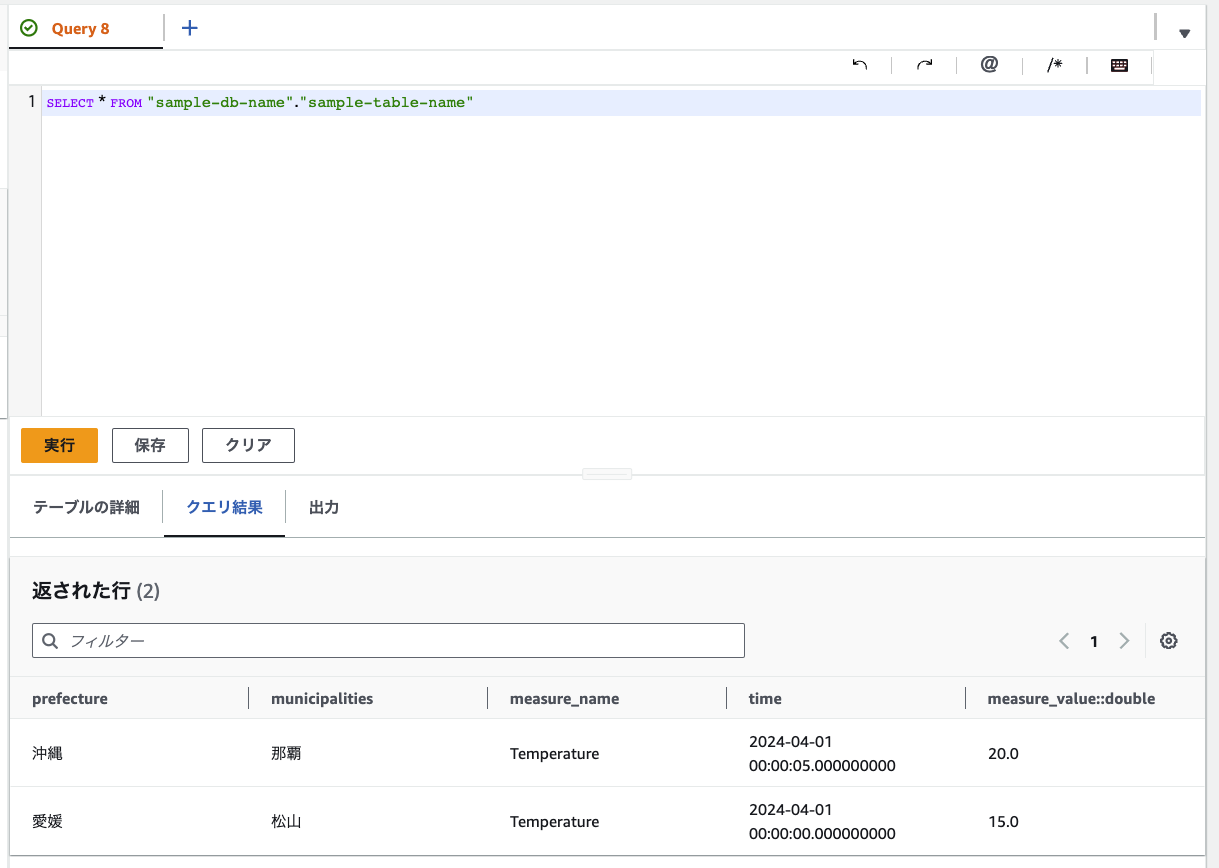 Query 8
@ /*
1 SELECT * FROM "sample-db-name"."sample-table-name"
実行 保存 クリア
テーブルの詳細 クエリ結果 出力
返された行 (2)
フィルター 1
prefecture municipalities measure_name time measure_value::double
沖縄 那覇 Temperature 2024-04-01 00:00:05.000000000 20.0
愛媛 松山 Temperature 2024-04-01 00:00:00.000000000 15.0